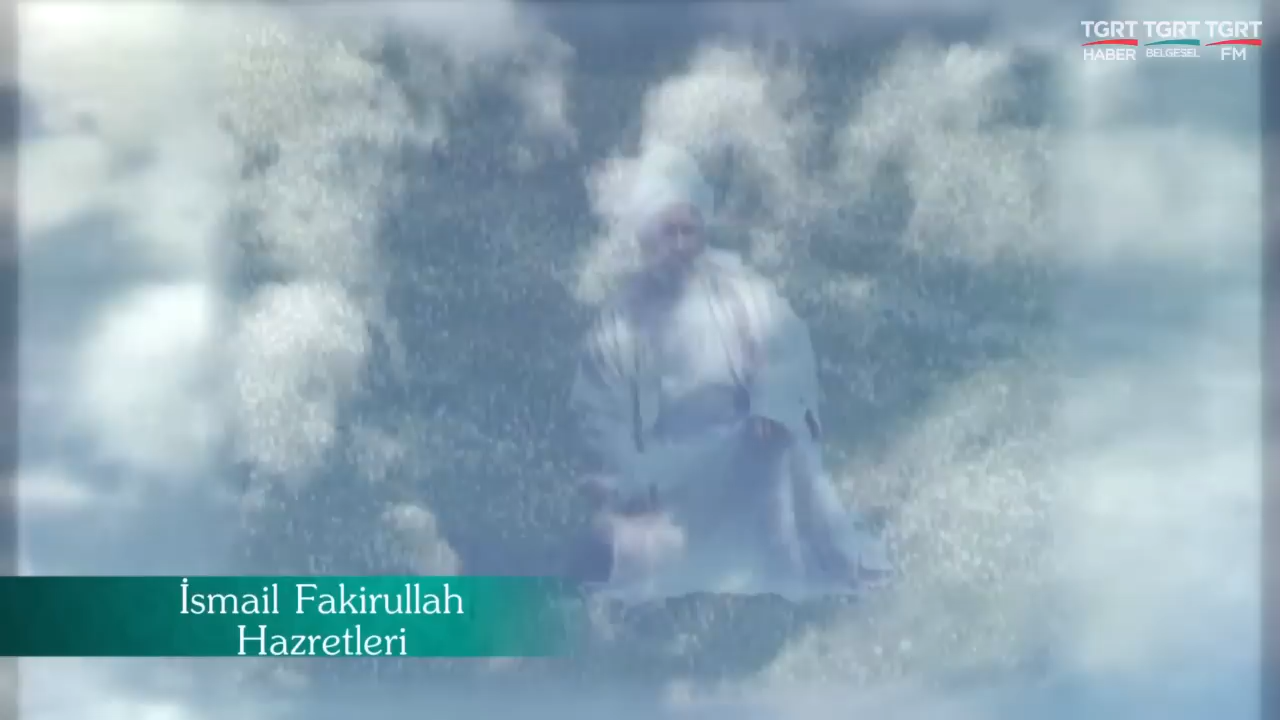 TGRT TGRT TGRT
HABER BELGESEL FM
İsmail Fakirullah
Hazretleri